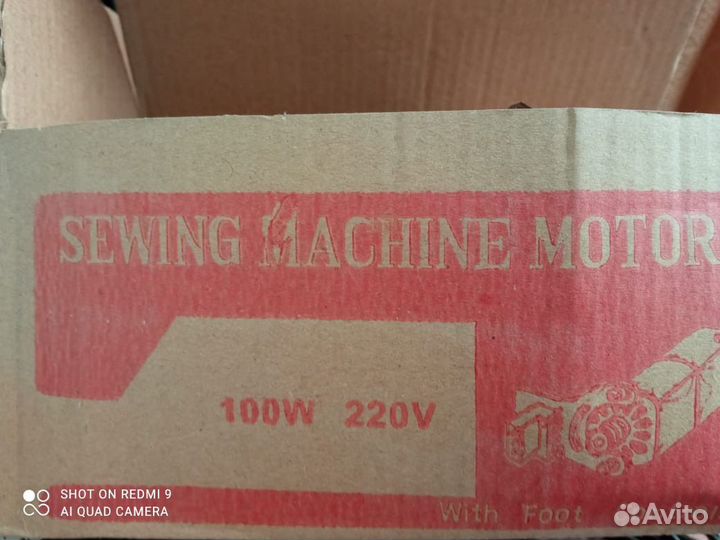 SEWING MACHINE MOTOR
100W 220V
With Foot
SHOT ON REDMI 9
AI QUAD CAMERA
Avito